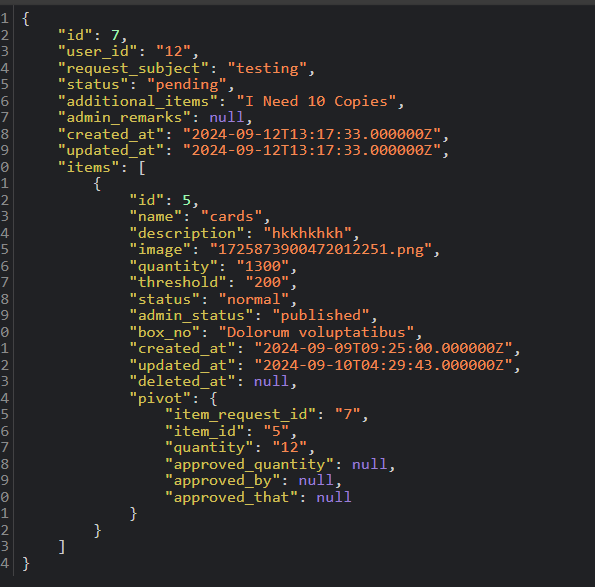 1 {
2     "id": 7,
3     "user_id": "12",
4     "request_subject": "testing",
5     "status": "pending",
6     "additional_items": "I Need 10 Copies",
7     "admin_remarks": null,
8     "created_at": "2024-09-12T13:17:33.000000Z",
9     "updated_at": "2024-09-12T13:17:33.000000Z",
0     "items": [
1         {
2             "id": 5,
3             "name": "cards",
4             "description": "hkkhkhkh",
5             "image": "1725873900472012251.png",
6             "quantity": "1300",
7             "threshold": "200",
8             "status": "normal",
9             "admin_status": "published",
0             "box_no": "Dolorum voluptatibus",
1             "created_at": "2024-09-09T09:25:00.000000Z",
2             "updated_at": "2024-09-10T04:29:43.000000Z",
3             "deleted_at": null,
4             "pivot": {
5                 "item_request_id": "7",
6                 "item_id": "5",
7                 "quantity": "12",
8                 "approved_quantity": null,
9                 "approved_by": null,
0                 "approved_that": null
1             }
2         }
3     ]
4 }